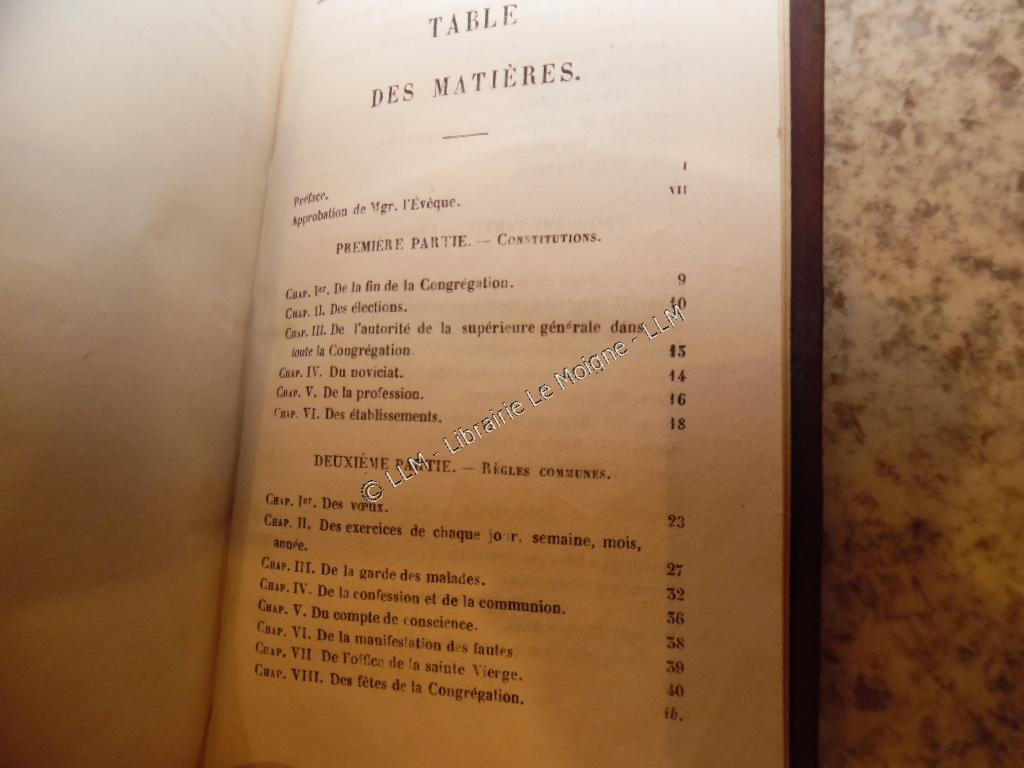 TABLE
DES MATIÈRES.
Préface. I
Approbation de Mgr. l'Évêque. VII
PREMIÈRE PARTIE. — CONSTITUTIONS.
CHAP. Ier. De la fin de la Congrégation. 9
CHAP. II. Des élections. 10
CHAP. III. De l'autorité de la supérieure générale dans
toute la Congrégation 13
CHAP. IV. Du noviciat. 14
CHAP. V. De la profession. 16
CHAP. VI. Des établissements. 18
© LLM - Librairie Le Moigne - LLM
DEUXIÈME PARTIE. — RÈGLES COMMUNES.
CHAP. Ier. Des vœux. 23
CHAP. II. Des exercices de chaque jour, semaine, mois,
année. 27
CHAP. III. De la garde des malades. 32
CHAP. IV. De la confession et de la communion. 36
CHAP. V. Du compte de conscience. 38
CHAP. VI. De la manifestation des fautes. 39
CHAP. VII. De l'office de la sainte Vierge. 40
CHAP. VIII. Des fêtes de la Congrégation. ib.